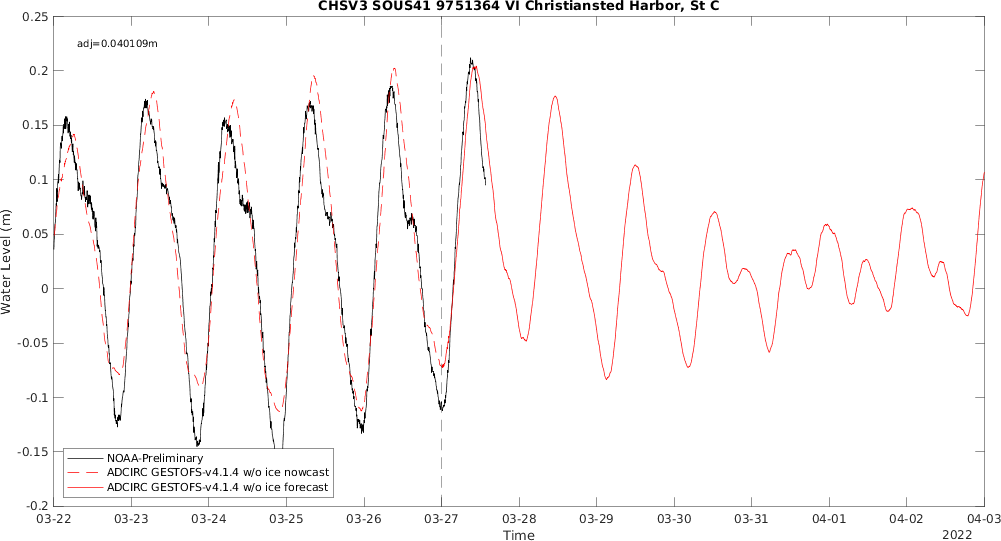 CHSV3 SOUS41 9751364 VI Christiansted Harbor, St C
adj=0.040109m
Water Level (m)
0.25
0.2
0.15
0.1
0.05
0
-0.05
-0.1
-0.15
-0.2
NOAA-Preliminary
ADCIRC GESTOFS-v4.1.4 w/o ice nowcast
ADCIRC GESTOFS-v4.1.4 w/o ice forecast
03-22 03-23 03-24 03-25 03-26 03-27 03-28 03-29 03-30 03-31 04-01 04-02 04-03
Time
2022